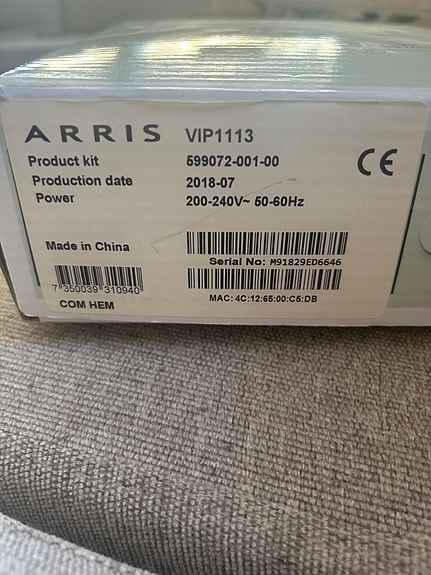 ARRIS VIP1113
Product kit 599072-001-00
Production date 2018-07
Power 200-240V~ 50-60Hz
CE
Made in China
Serial No: M91829ED6646
7 350039 310940
MAC: 4C:12:65:00:C5:DB
COM HEM